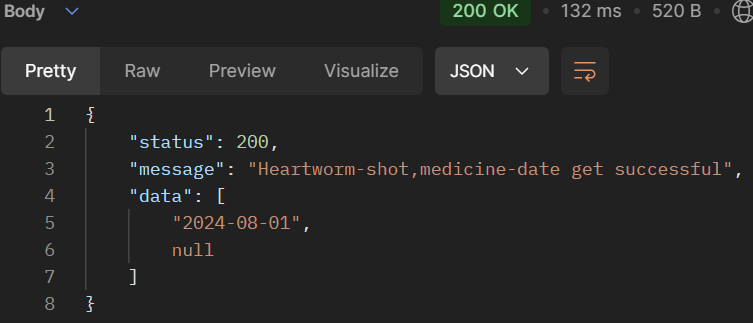 Body 200 OK • 132 ms • 520 B •
Pretty Raw Preview Visualize JSON
1 {
2     "status": 200,
3     "message": "Heartworm-shot,medicine-date get successful",
4     "data": [
5         "2024-08-01",
6         null
7     ]
8 }